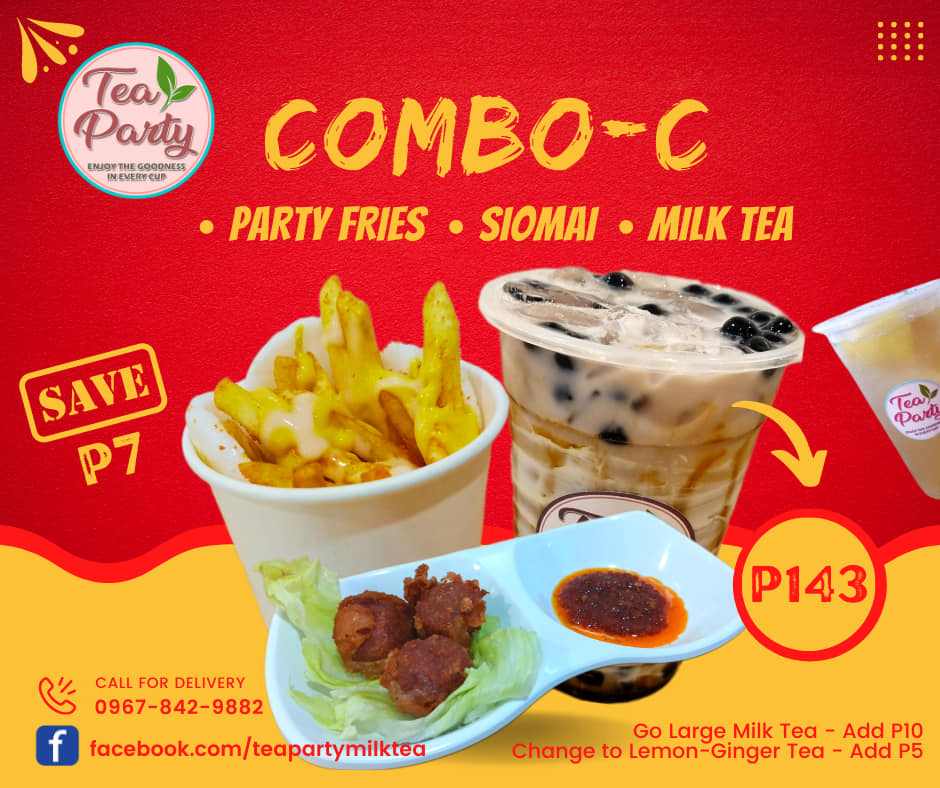 Tea
Party
ENJOY THE GOODNESS
IN EVERY CUP
COMBO-C
• PARTY FRIES • SIOMAI • MILK TEA
SAVE
P7
Tea
Party
P143
CALL FOR DELIVERY
0967-842-9882
facebook.com/teapartymilktea
Go Large Milk Tea - Add P10
Change to Lemon-Ginger Tea - Add P5